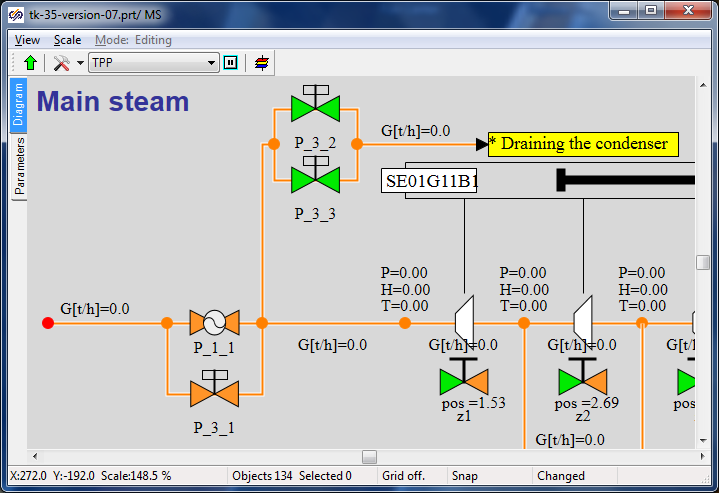 tk-35-version-07.prt/ MS
View Scale Mode: Editing
TPP
Diagram
Parameters
Main steam
P_3_2
G[t/h]=0.0
* Draining the condenser
P_3_3
SE01G11B1
P=0.00
H=0.00
T=0.00
P=0.00
H=0.00
T=0.00
P=0.00
H=0.00
T=0.00
G[t/h]=0.0
P_1_1
G[t/h]=0.0
G[t/h]=0.0
G[t/h]=0.0
G[t/h
P_3_1
pos =1.53
z1
pos =2.69
z2
pos
G[t/h]=0.0
X:272.0 Y:-192.0 Scale:148.5 % Objects 134 Selected 0 Grid off. Snap Changed